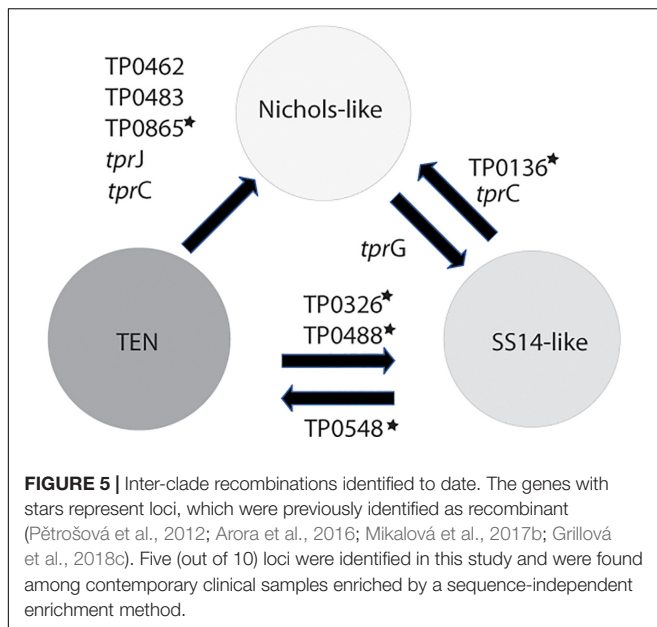 TP0462
TP0483
TP0865★
tprJ
tprC
Nichols-like
TP0136★
tprC
tprG
TEN
TP0326★
TP0488★
SS14-like
TP0548★
FIGURE 5 | Inter-clade recombinations identified to date. The genes with
stars represent loci, which were previously identified as recombinant
(Pětrošová et al., 2012; Arora et al., 2016; Mikalová et al., 2017b; Grillová
et al., 2018c). Five (out of 10) loci were identified in this study and were found
among contemporary clinical samples enriched by a sequence-independent
enrichment method.